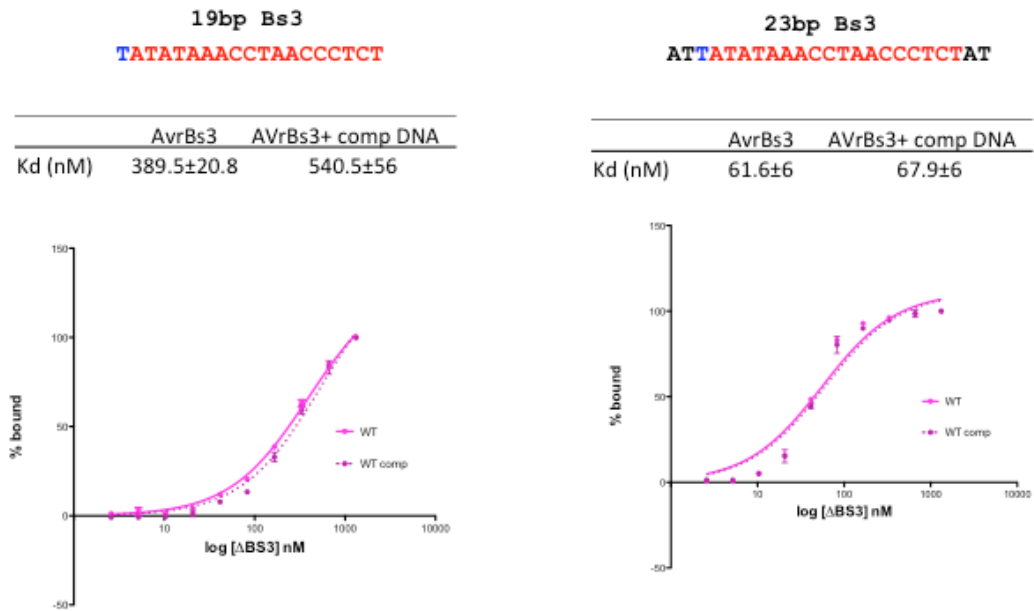 19bp Bs3
TATATAAACCTAACCCTCT
AvrBs3 AVrBs3+ comp DNA
Kd (nM) 389.5±20.8 540.5±56
150
100
50
0
-50
10 100 1000 10000
% bound
log [ΔBS3] nM
WT
WT comp
23bp Bs3
ATTATATAAACCTAACCCTCTAT
AvrBs3 AVrBs3+ comp DNA
Kd (nM) 61.6±6 67.9±6
150
100
50
0
-50
10 100 1000 10000
% bound
log [ΔBS3] nM
WT
WT comp